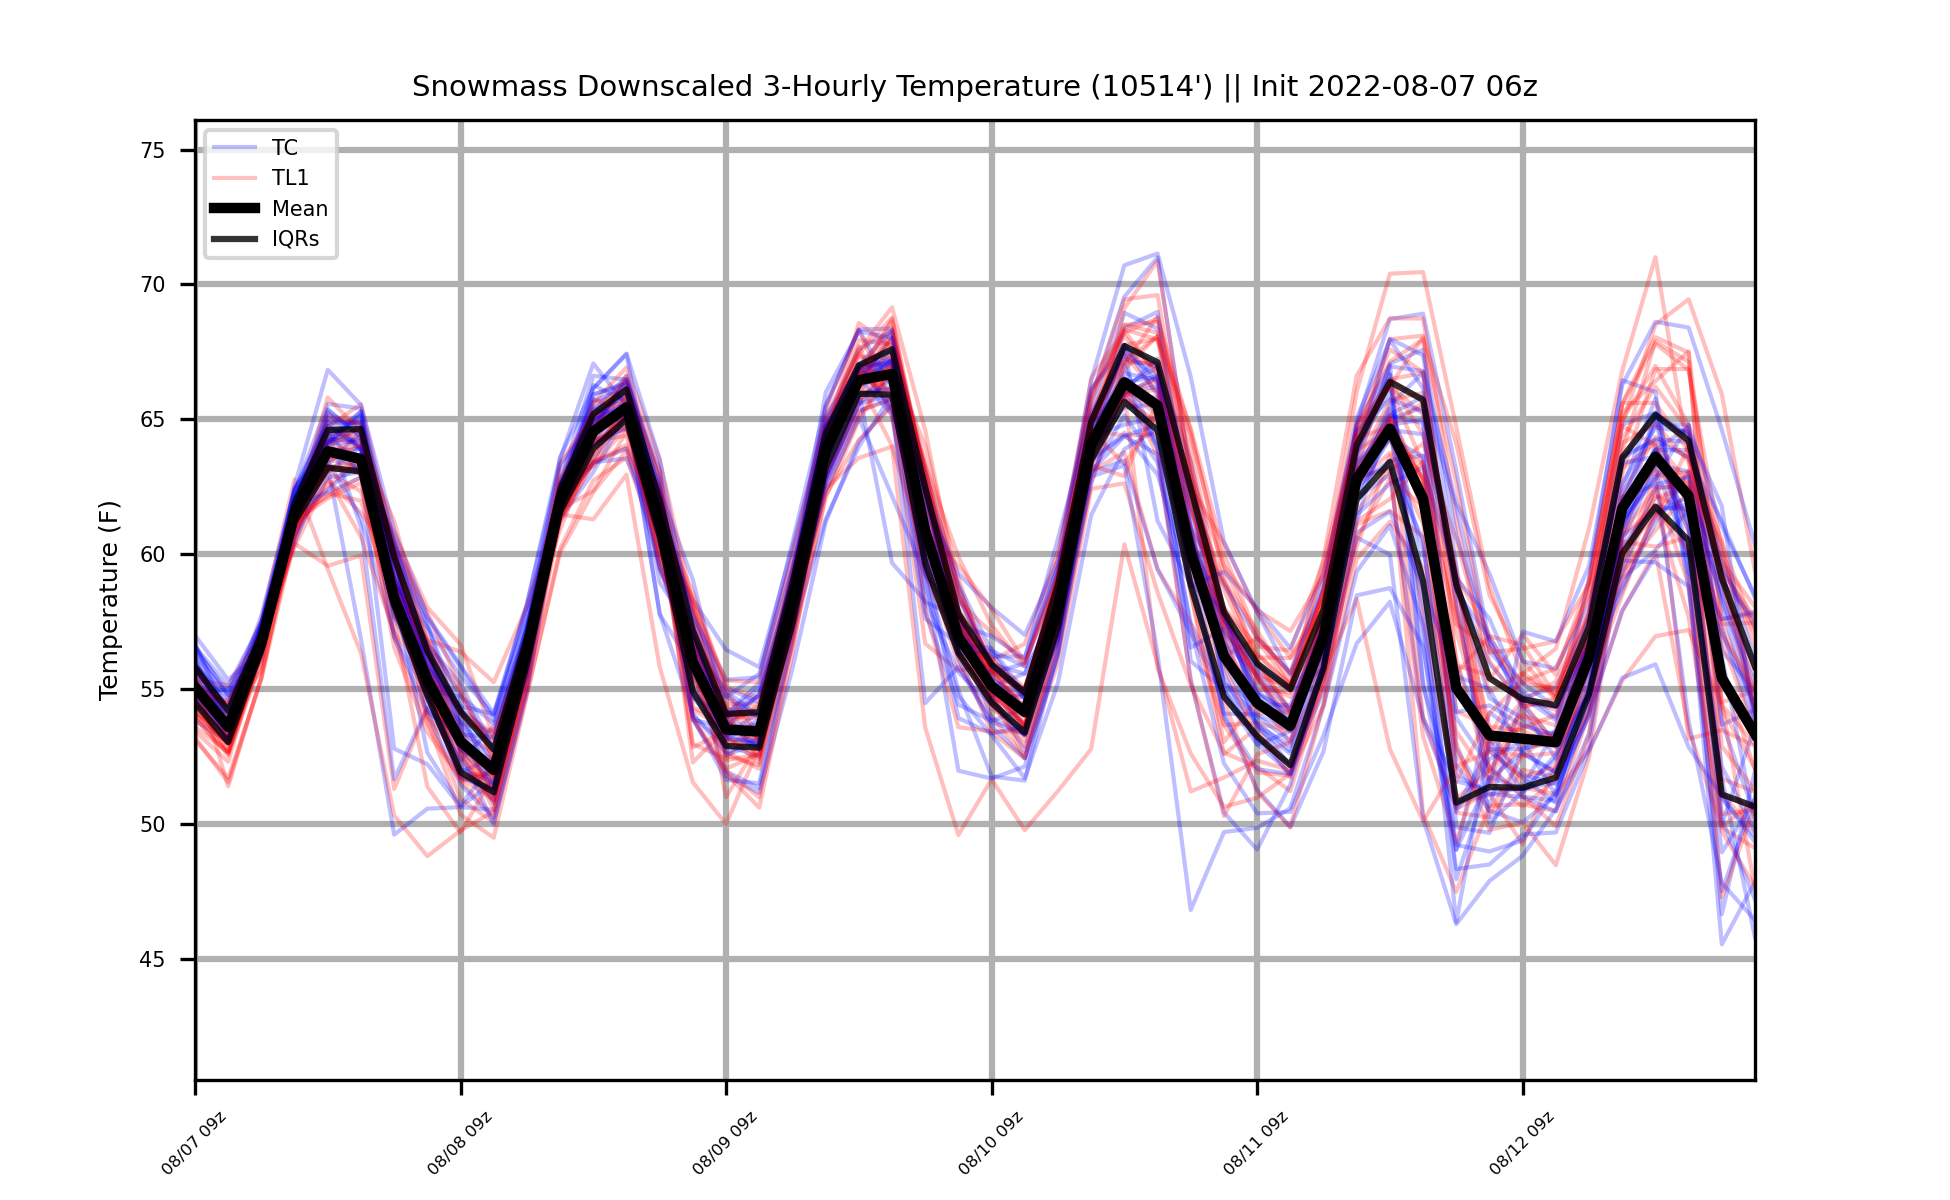 Snowmass Downscaled 3-Hourly Temperature (10514') || Init 2022-08-07 06z
TC
TL1
Mean
IQRs
Temperature (F)
75
70
65
60
55
50
45
08/07 09z
08/08 09z
08/09 09z
08/10 09z
08/11 09z
08/12 09z